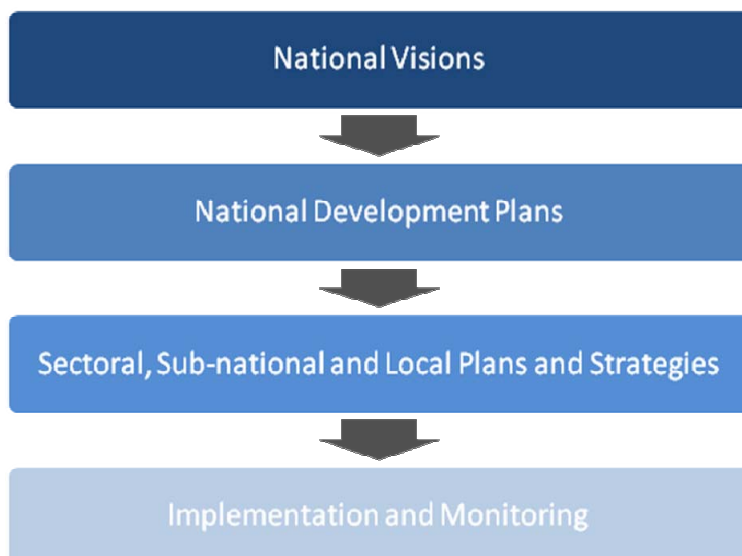 National Visions
National Development Plans
Sectoral, Sub-national and Local Plans and Strategies
Implementation and Monitoring